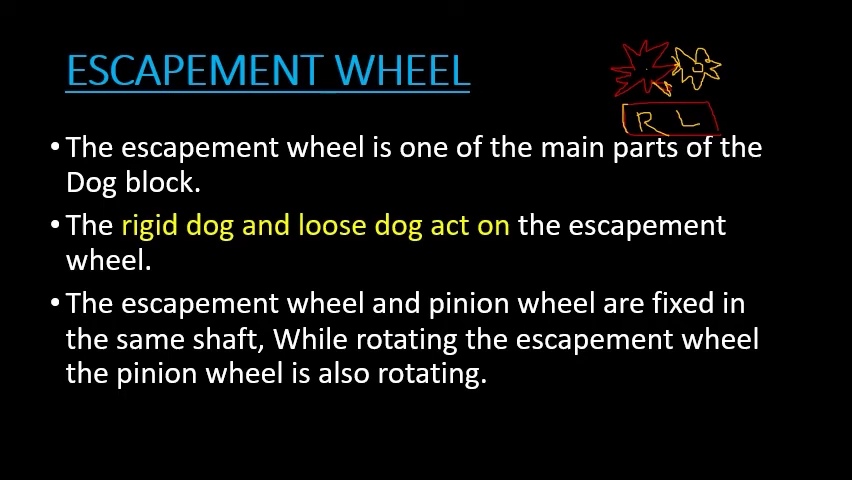 ESCAPEMENT WHEEL
R L
• The escapement wheel is one of the main parts of the
Dog block.
• The rigid dog and loose dog act on the escapement
wheel.
• The escapement wheel and pinion wheel are fixed in
the same shaft, While rotating the escapement wheel
the pinion wheel is also rotating.